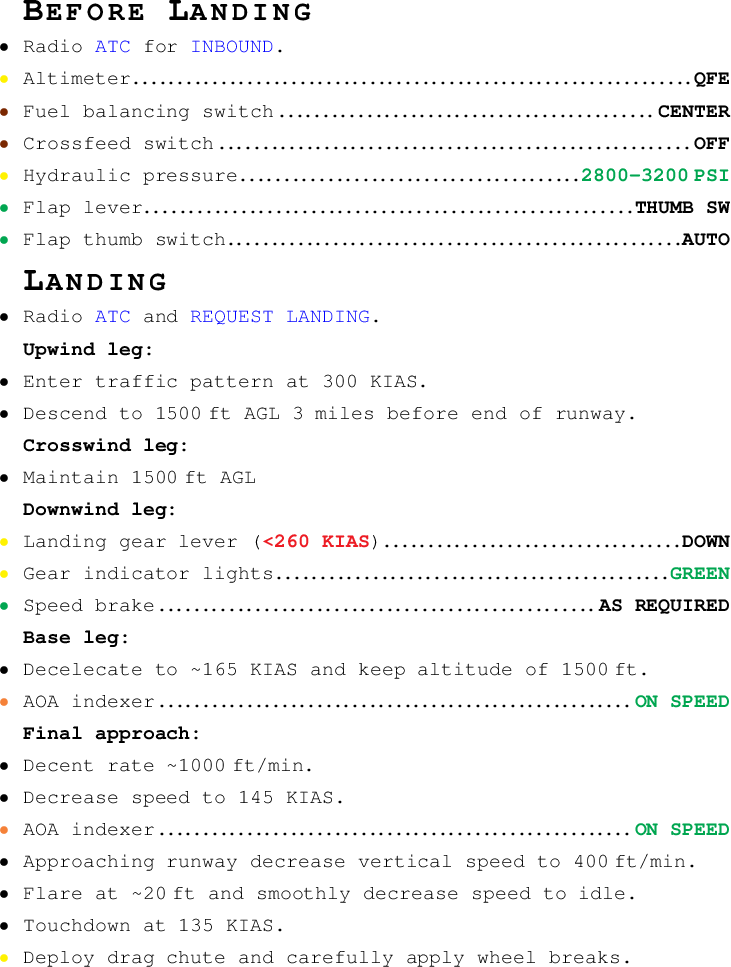 BEFORE LANDING
● Radio ATC for INBOUND.
● Altimeter................................................................QFE
● Fuel balancing switch...........................................CENTER
● Crossfeed switch......................................................OFF
● Hydraulic pressure.......................................2800-3200 PSI
● Flap lever........................................................THUMB SW
● Flap thumb switch....................................................AUTO
LANDING
● Radio ATC and REQUEST LANDING.
Upwind leg:
● Enter traffic pattern at 300 KIAS.
● Descend to 1500 ft AGL 3 miles before end of runway.
Crosswind leg:
● Maintain 1500 ft AGL
Downwind leg:
● Landing gear lever (<260 KIAS)..................................DOWN
● Gear indicator lights.............................................GREEN
● Speed brake..................................................AS REQUIRED
Base leg:
● Decelecate to ~165 KIAS and keep altitude of 1500 ft.
● AOA indexer......................................................ON SPEED
Final approach:
● Decent rate ~1000 ft/min.
● Decrease speed to 145 KIAS.
● AOA indexer......................................................ON SPEED
● Approaching runway decrease vertical speed to 400 ft/min.
● Flare at ~20 ft and smoothly decrease speed to idle.
● Touchdown at 135 KIAS.
● Deploy drag chute and carefully apply wheel breaks.